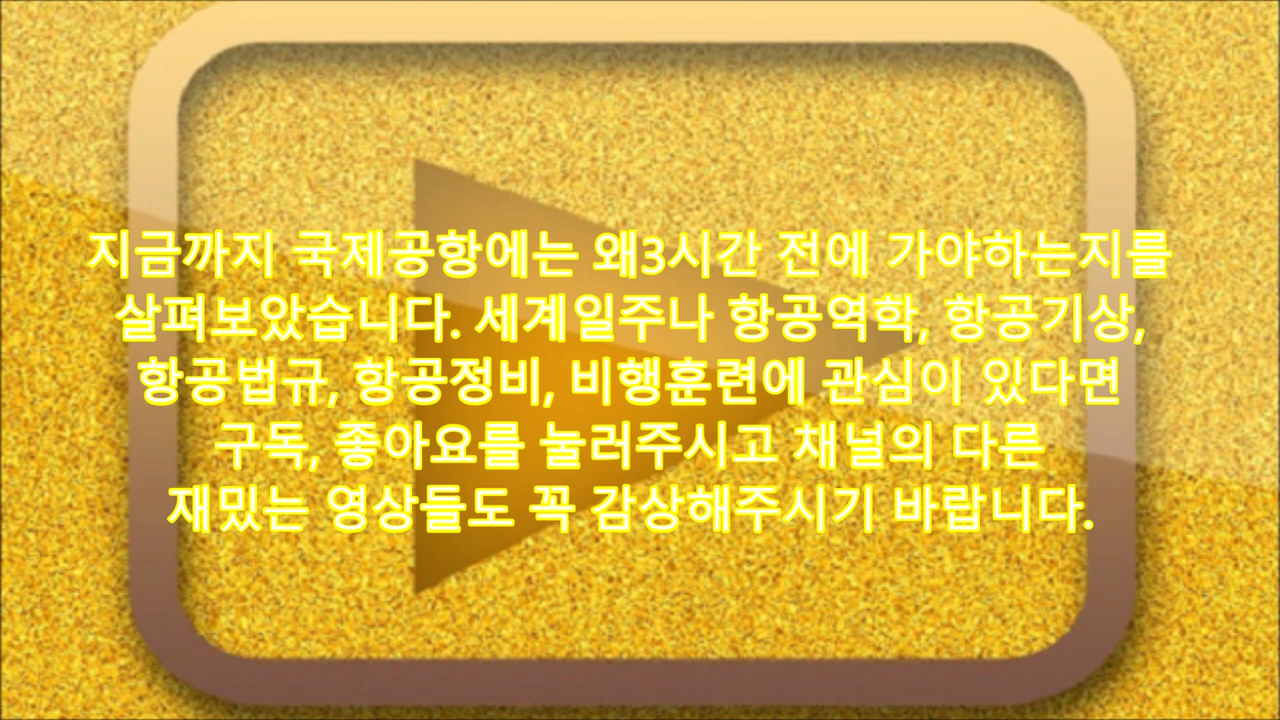 지금까지 국제공항에는 왜3시간 전에 가야하는지를
살펴보았습니다. 세계일주나 항공역학, 항공기상,
항공법규, 항공정비, 비행훈련에 관심이 있다면
구독, 좋아요를 눌러주시고 채널의 다른
재밌는 영상들도 꼭 감상해주시기 바랍니다.